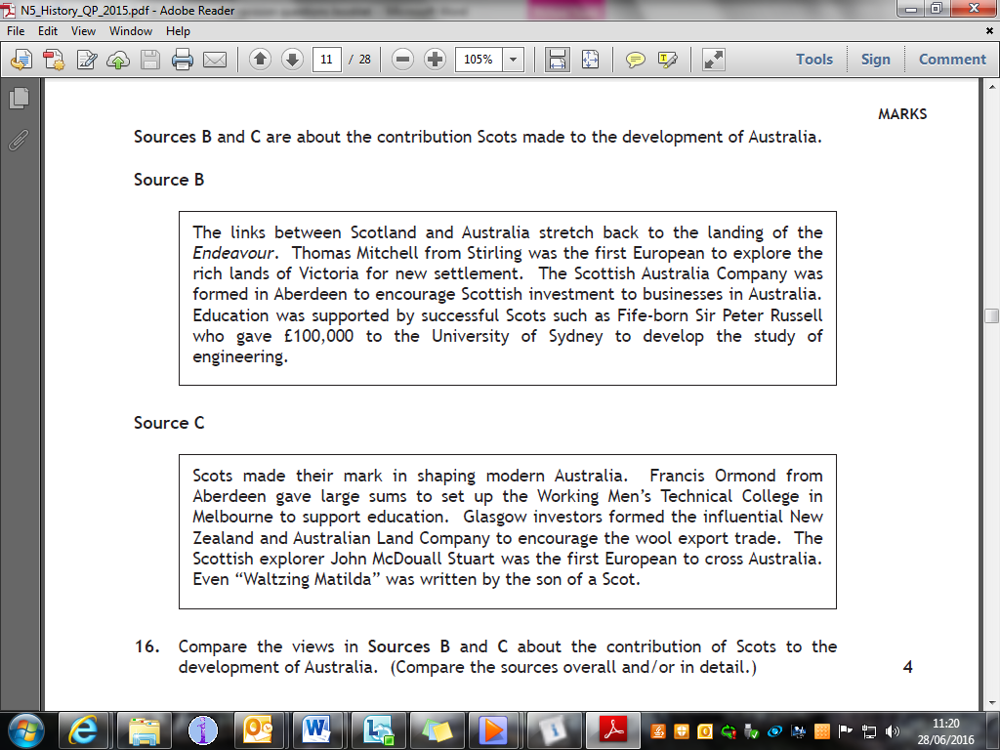 N5_History_QP_2015.pdf - Adobe Reader
File Edit View Window Help
11 / 28
105%
Tools Sign Comment
MARKS
Sources B and C are about the contribution Scots made to the development of Australia.
Source B
The links between Scotland and Australia stretch back to the landing of the
Endeavour. Thomas Mitchell from Stirling was the first European to explore the
rich lands of Victoria for new settlement. The Scottish Australia Company was
formed in Aberdeen to encourage Scottish investment to businesses in Australia.
Education was supported by successful Scots such as Fife-born Sir Peter Russell
who gave £100,000 to the University of Sydney to develop the study of
engineering.
Source C
Scots made their mark in shaping modern Australia. Francis Ormond from
Aberdeen gave large sums to set up the Working Men's Technical College in
Melbourne to support education. Glasgow investors formed the influential New
Zealand and Australian Land Company to encourage the wool export trade. The
Scottish explorer John McDouall Stuart was the first European to cross Australia.
Even “Waltzing Matilda” was written by the son of a Scot.
16. Compare the views in Sources B and C about the contribution of Scots to the
development of Australia. (Compare the sources overall and/or in detail.) 4
11:20
28/06/2016